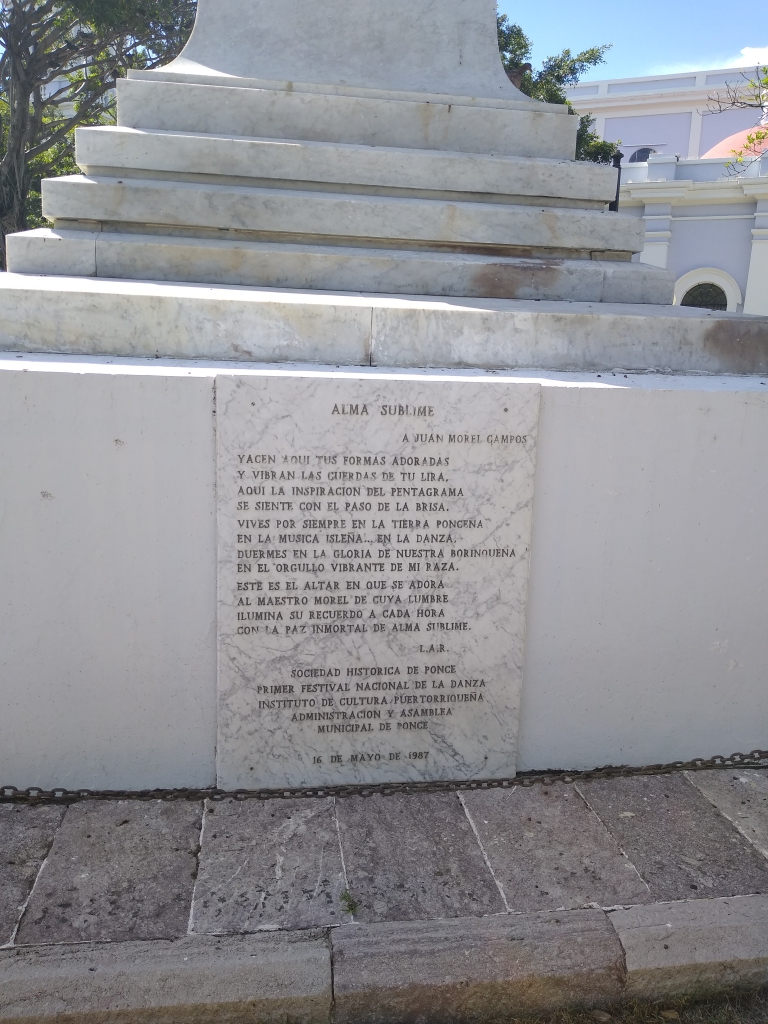 ALMA SUBLIME
A JUAN MOREL CAMPOS
YACEN AQUI TUS FORMAS ADORADAS
Y VIBRAN LAS CUERDAS DE TU LIRA,
AQUI LA INSPIRACION DEL PENTAGRAMA
SE SIENTE CON EL PASO DE LA BRISA.
VIVES POR SIEMPRE EN LA TIERRA PONCEÑA
EN LA MUSICA ISLEÑA... EN LA DANZA,
DUERMES EN LA GLORIA DE NUESTRA BORINQUEÑA
EN EL ORGULLO VIBRANTE DE MI RAZA.
ESTE ES EL ALTAR EN QUE SE ADORA
AL MAESTRO MOREL DE CUYA LUMBRE
ILUMINA SU RECUERDO A CADA HORA
CON LA PAZ INMORTAL DE ALMA SUBLIME.
L.A.R.
SOCIEDAD HISTORICA DE PONCE
PRIMER FESTIVAL NACIONAL DE LA DANZA
INSTITUTO DE CULTURA PUERTORRIQUEÑA
ADMINISTRACION Y ASAMBLEA
MUNICIPAL DE PONCE
16 DE MAYO DE 1987